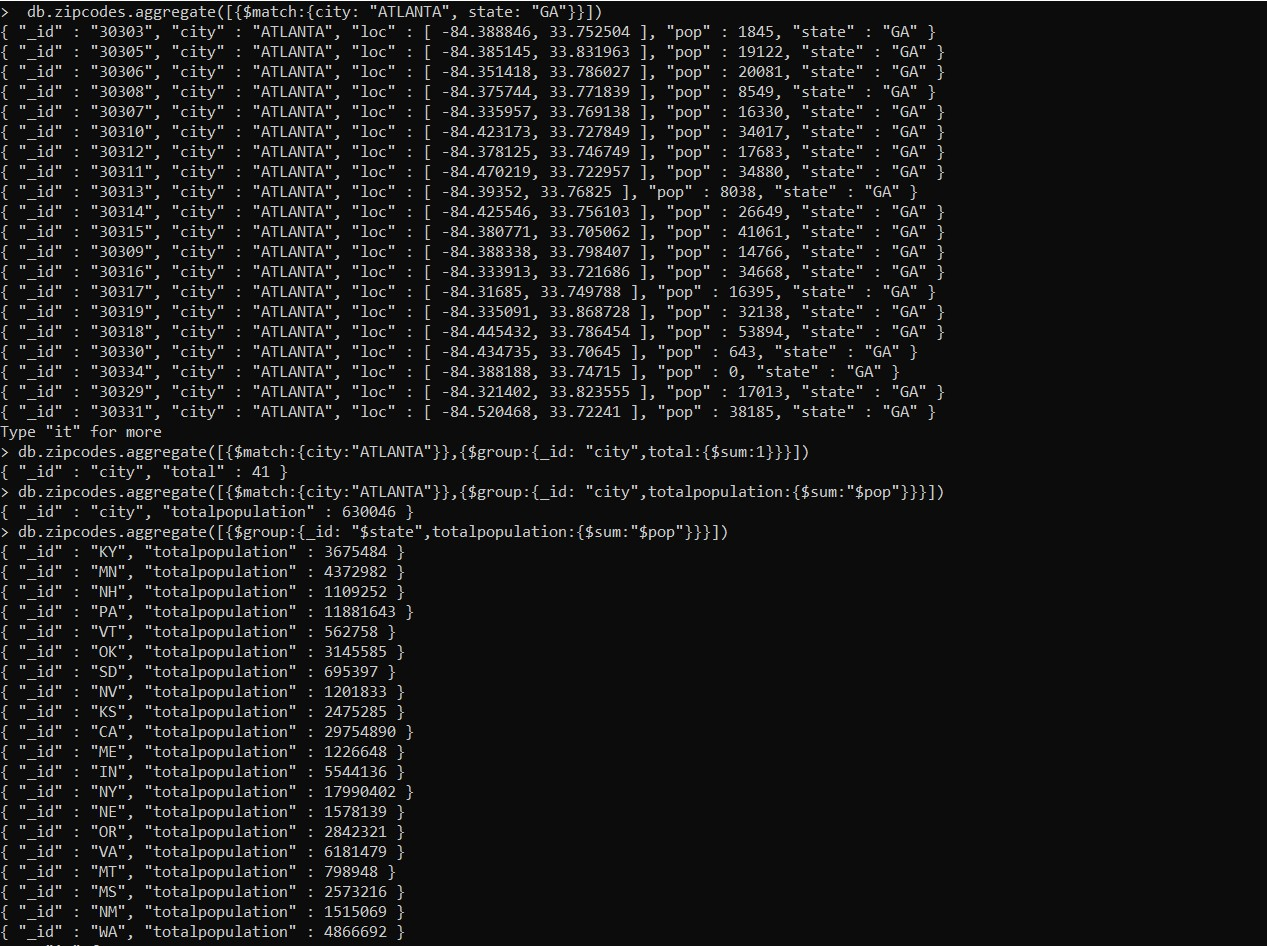 >  db.zipcodes.aggregate([{$match:{city: "ATLANTA", state: "GA"}}])
{ "_id" : "30303", "city" : "ATLANTA", "loc" : [ -84.388846, 33.752504 ], "pop" : 1845, "state" : "GA" }
{ "_id" : "30305", "city" : "ATLANTA", "loc" : [ -84.385145, 33.831963 ], "pop" : 19122, "state" : "GA" }
{ "_id" : "30306", "city" : "ATLANTA", "loc" : [ -84.351418, 33.786027 ], "pop" : 20081, "state" : "GA" }
{ "_id" : "30308", "city" : "ATLANTA", "loc" : [ -84.375744, 33.771839 ], "pop" : 8549, "state" : "GA" }
{ "_id" : "30307", "city" : "ATLANTA", "loc" : [ -84.335957, 33.769138 ], "pop" : 16330, "state" : "GA" }
{ "_id" : "30310", "city" : "ATLANTA", "loc" : [ -84.423173, 33.727849 ], "pop" : 34017, "state" : "GA" }
{ "_id" : "30312", "city" : "ATLANTA", "loc" : [ -84.378125, 33.746749 ], "pop" : 17683, "state" : "GA" }
{ "_id" : "30311", "city" : "ATLANTA", "loc" : [ -84.470219, 33.722957 ], "pop" : 34880, "state" : "GA" }
{ "_id" : "30313", "city" : "ATLANTA", "loc" : [ -84.39352, 33.76825 ], "pop" : 8038, "state" : "GA" }
{ "_id" : "30314", "city" : "ATLANTA", "loc" : [ -84.425546, 33.756103 ], "pop" : 26649, "state" : "GA" }
{ "_id" : "30315", "city" : "ATLANTA", "loc" : [ -84.380771, 33.705062 ], "pop" : 41061, "state" : "GA" }
{ "_id" : "30309", "city" : "ATLANTA", "loc" : [ -84.388338, 33.798407 ], "pop" : 14766, "state" : "GA" }
{ "_id" : "30316", "city" : "ATLANTA", "loc" : [ -84.333913, 33.721686 ], "pop" : 34668, "state" : "GA" }
{ "_id" : "30317", "city" : "ATLANTA", "loc" : [ -84.31685, 33.749788 ], "pop" : 16395, "state" : "GA" }
{ "_id" : "30319", "city" : "ATLANTA", "loc" : [ -84.335091, 33.868728 ], "pop" : 32138, "state" : "GA" }
{ "_id" : "30318", "city" : "ATLANTA", "loc" : [ -84.445432, 33.786454 ], "pop" : 53894, "state" : "GA" }
{ "_id" : "30330", "city" : "ATLANTA", "loc" : [ -84.434735, 33.70645 ], "pop" : 643, "state" : "GA" }
{ "_id" : "30334", "city" : "ATLANTA", "loc" : [ -84.388188, 33.74715 ], "pop" : 0, "state" : "GA" }
{ "_id" : "30329", "city" : "ATLANTA", "loc" : [ -84.321402, 33.823555 ], "pop" : 17013, "state" : "GA" }
{ "_id" : "30331", "city" : "ATLANTA", "loc" : [ -84.520468, 33.72241 ], "pop" : 38185, "state" : "GA" }
Type "it" for more
> db.zipcodes.aggregate([{$match:{city:"ATLANTA"}},{$group:{_id: "city",total:{$sum:1}}}])
{ "_id" : "city", "total" : 41 }
> db.zipcodes.aggregate([{$match:{city:"ATLANTA"}},{$group:{_id: "city",totalpopulation:{$sum:"$pop"}}}])
{ "_id" : "city", "totalpopulation" : 630046 }
> db.zipcodes.aggregate([{$group:{_id: "$state",totalpopulation:{$sum:"$pop"}}}])
{ "_id" : "KY", "totalpopulation" : 3675484 }
{ "_id" : "MN", "totalpopulation" : 4372982 }
{ "_id" : "NH", "totalpopulation" : 1109252 }
{ "_id" : "PA", "totalpopulation" : 11881643 }
{ "_id" : "VT", "totalpopulation" : 562758 }
{ "_id" : "OK", "totalpopulation" : 3145585 }
{ "_id" : "SD", "totalpopulation" : 695397 }
{ "_id" : "NV", "totalpopulation" : 1201833 }
{ "_id" : "KS", "totalpopulation" : 2475285 }
{ "_id" : "CA", "totalpopulation" : 29754890 }
{ "_id" : "ME", "totalpopulation" : 1226648 }
{ "_id" : "IN", "totalpopulation" : 5544136 }
{ "_id" : "NY", "totalpopulation" : 17990402 }
{ "_id" : "NE", "totalpopulation" : 1578139 }
{ "_id" : "OR", "totalpopulation" : 2842321 }
{ "_id" : "VA", "totalpopulation" : 6181479 }
{ "_id" : "MT", "totalpopulation" : 798948 }
{ "_id" : "MS", "totalpopulation" : 2573216 }
{ "_id" : "NM", "totalpopulation" : 1515069 }
{ "_id" : "WA", "totalpopulation" : 4866692 }